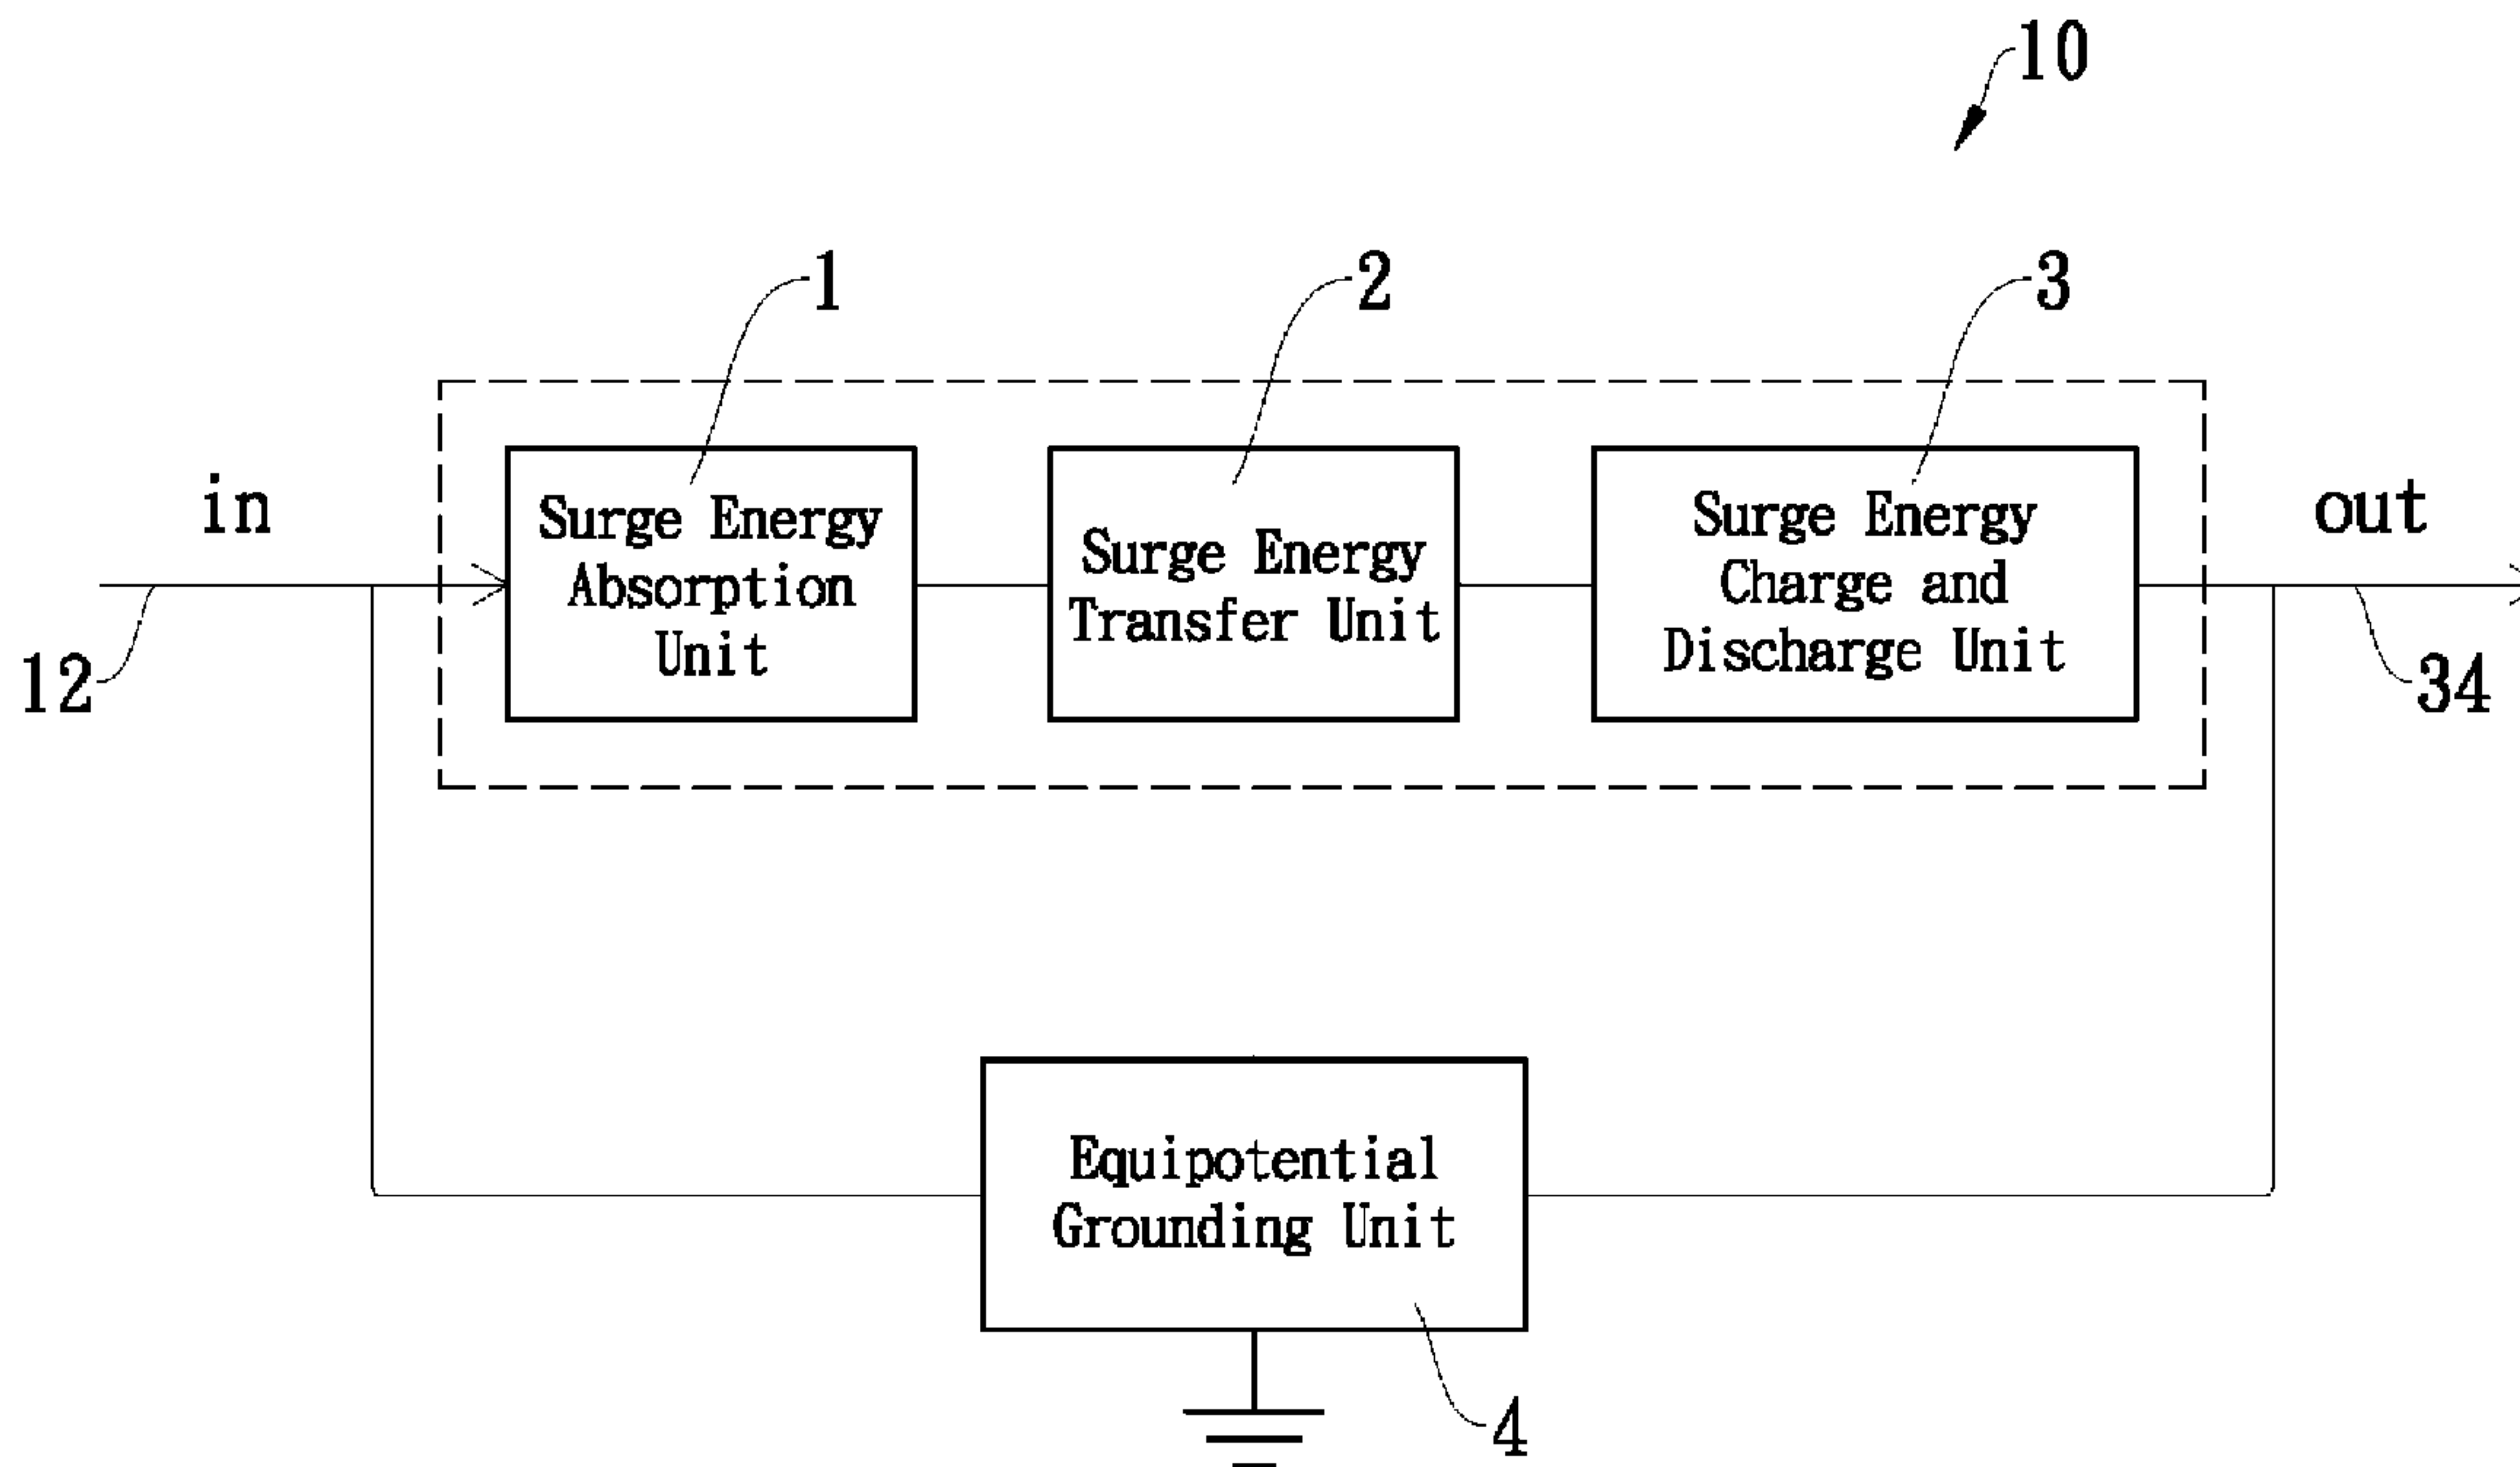 10
1
2
3
in
Surge Energy
Absorption
Unit
Surge Energy
Transfer Unit
Surge Energy
Charge and
Discharge Unit
out
12
34
Equipotential
Grounding Unit
4